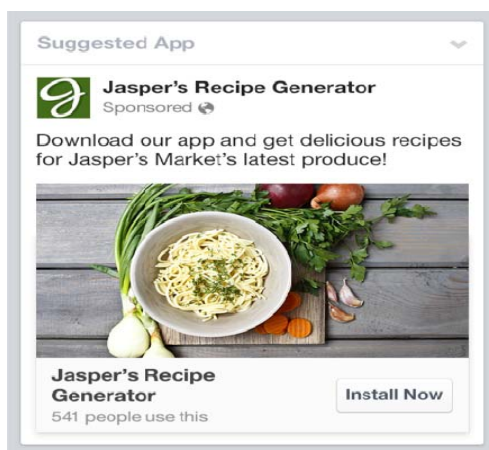 Suggested App
Jasper's Recipe Generator
Sponsored
Download our app and get delicious recipes
for Jasper's Market's latest produce!
Jasper's Recipe
Generator
541 people use this
Install Now